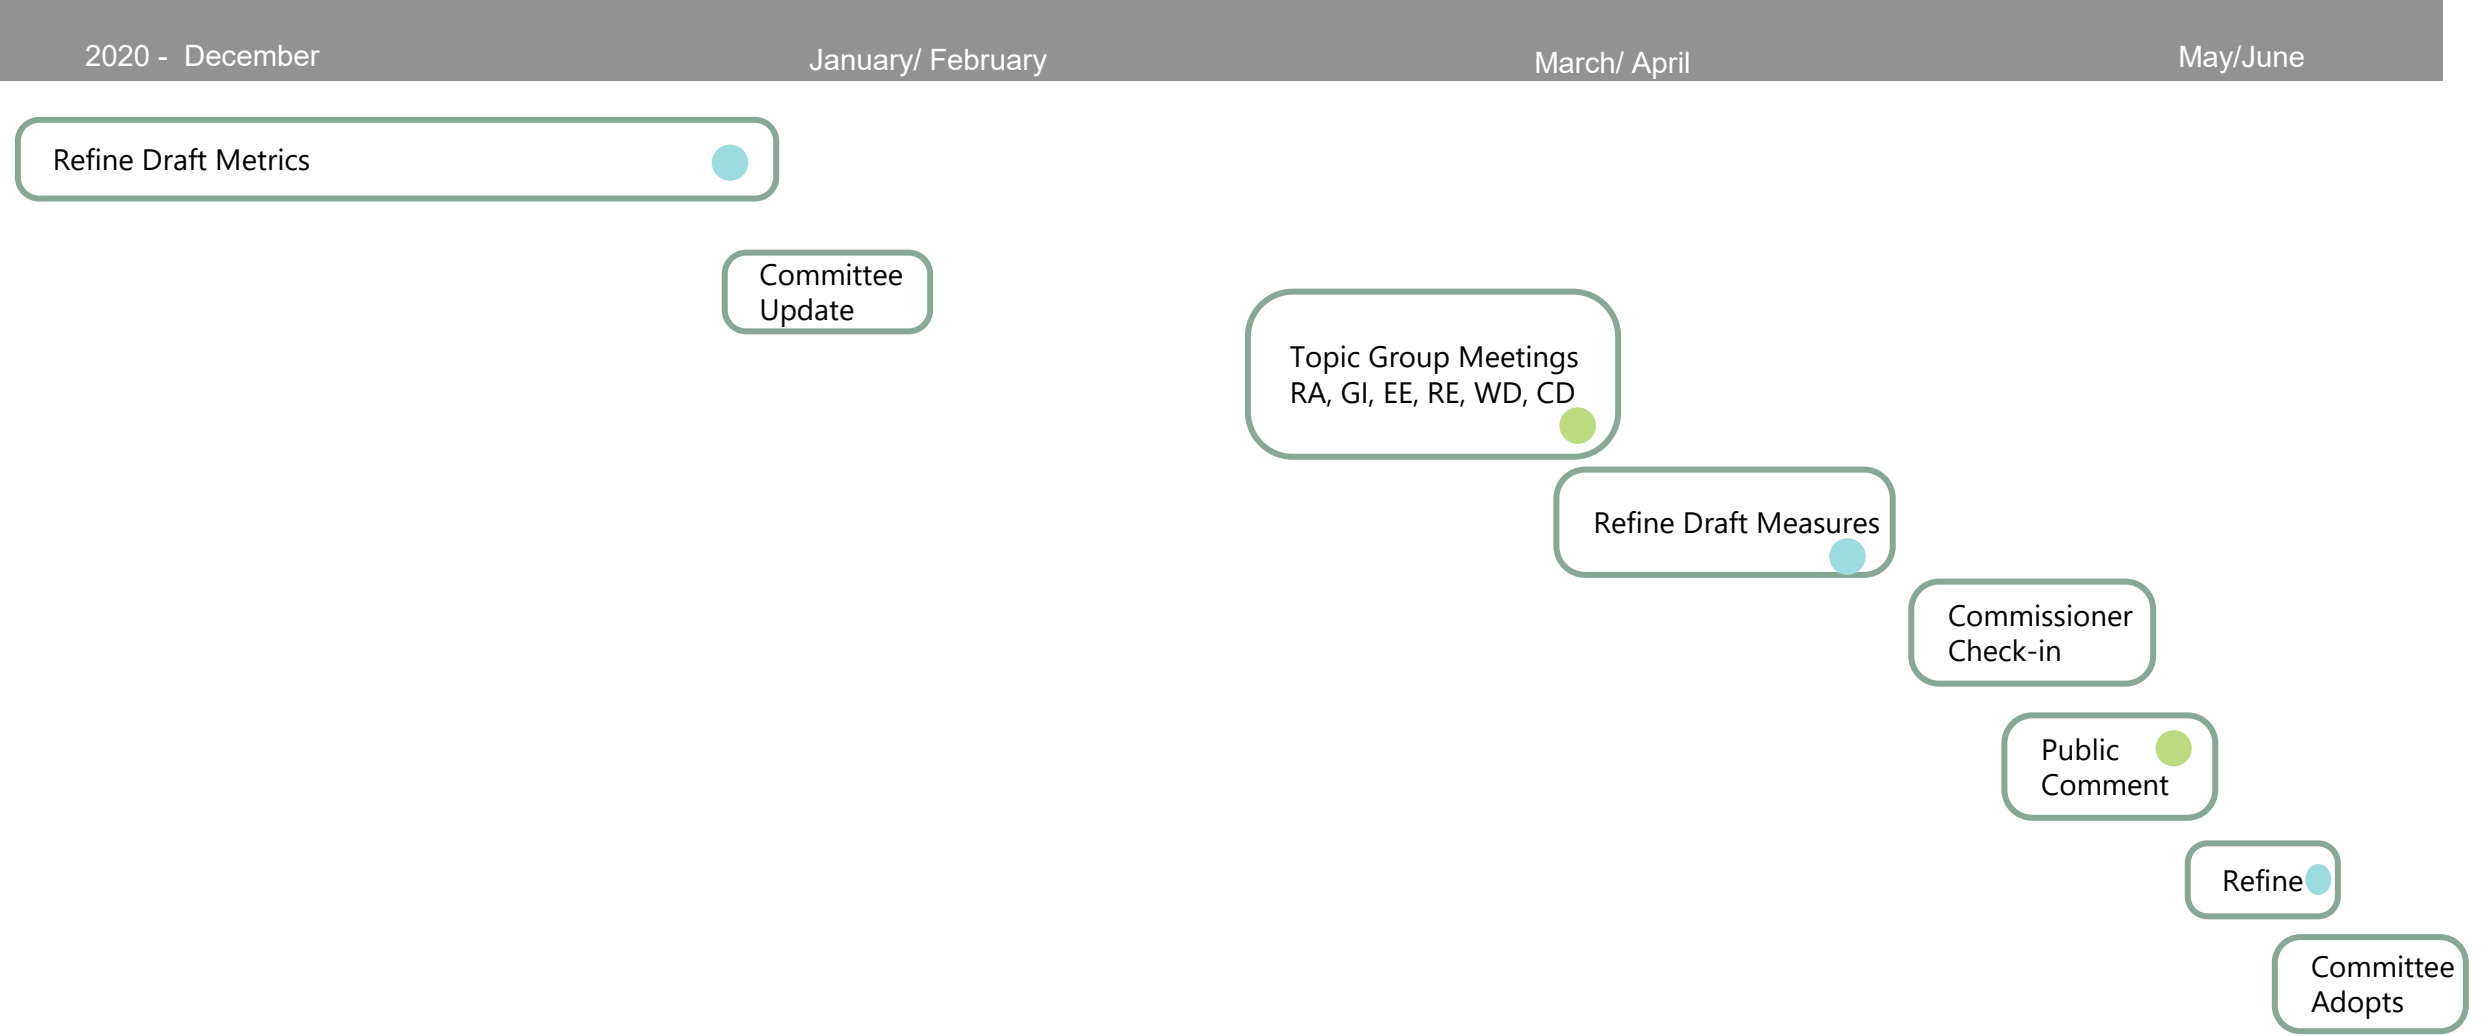 2020 - December
January/ February
March/ April
May/June
Refine Draft Metrics
Committee
Update
Topic Group Meetings
RA, GI, EE, RE, WD, CD
Refine Draft Measures
Commissioner
Check-in
Public
Comment
Refine
Committee
Adopts